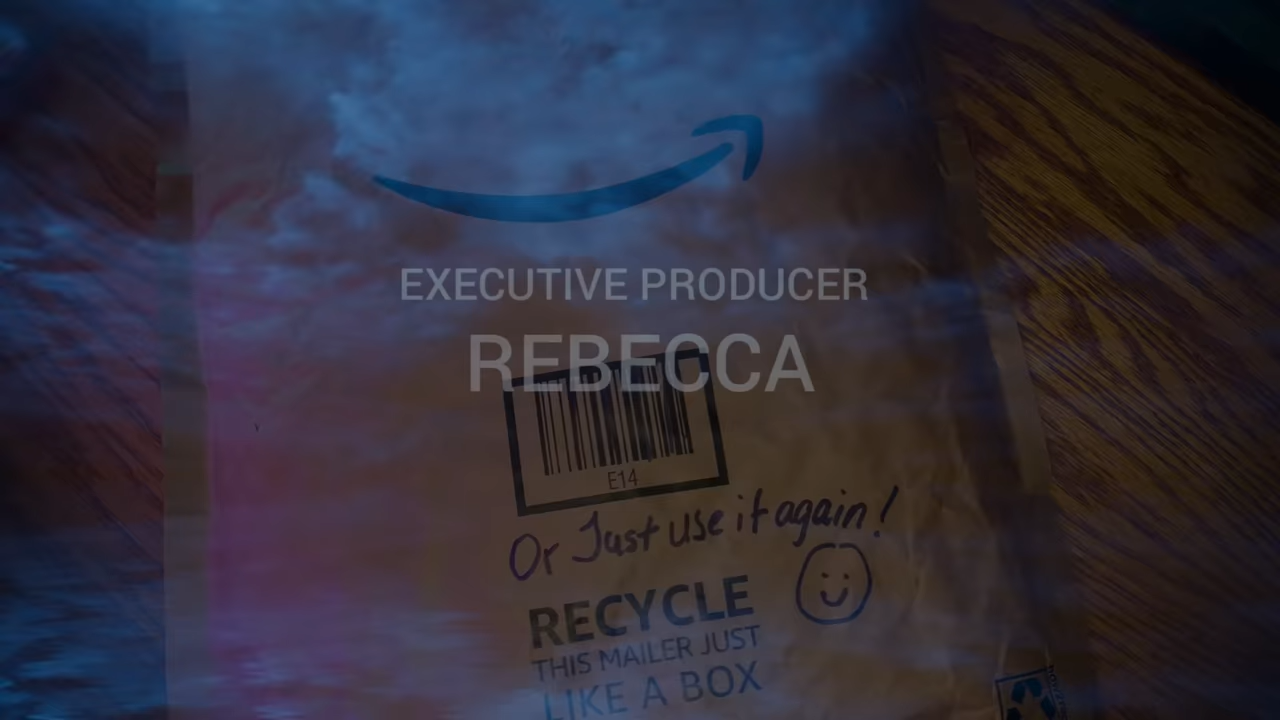 EXECUTIVE PRODUCER
REBECCA
E14
Or Just use it again!
RECYCLE
THIS MAILER JUST
LIKE A BOX